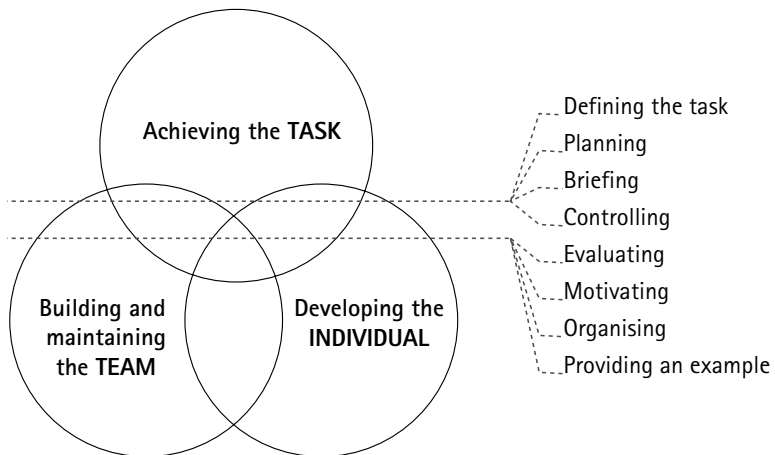 Achieving the TASK
Building and
maintaining
the TEAM
Developing the
INDIVIDUAL
Defining the task
Planning
Briefing
Controlling
Evaluating
Motivating
Organising
Providing an example